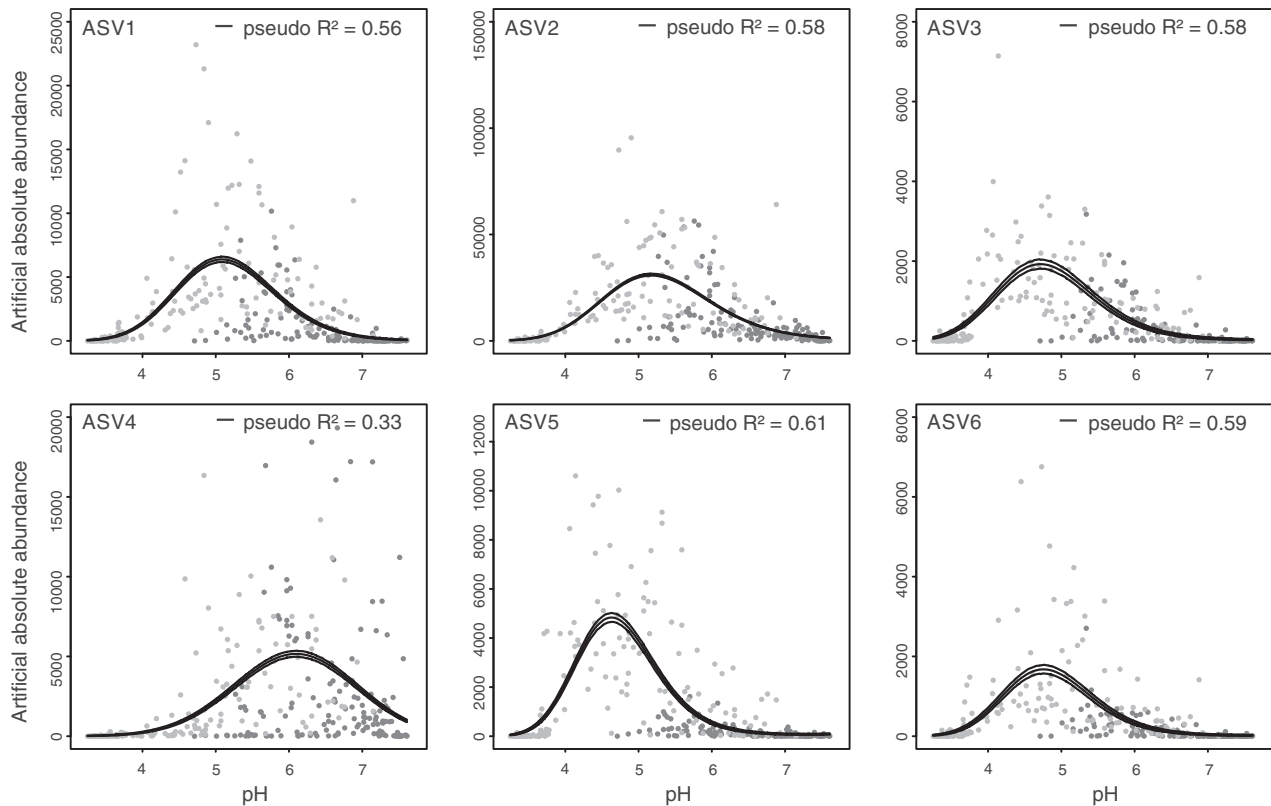 ASV1 — pseudo R² = 0.56
ASV2 — pseudo R² = 0.58
ASV3 — pseudo R² = 0.58
Artificial absolute abundance
0 5000 10000 15000 20000 25000
0 50000 100000 150000
0 2000 4000 6000 8000
4 5 6 7
4 5 6 7
4 5 6 7
ASV4 — pseudo R² = 0.33
ASV5 — pseudo R² = 0.61
ASV6 — pseudo R² = 0.59
Artificial absolute abundance
0 5000 10000 15000 20000
0 2000 4000 6000 8000 10000 12000
0 2000 4000 6000 8000
4 5 6 7
4 5 6 7
4 5 6 7
pH
pH
pH